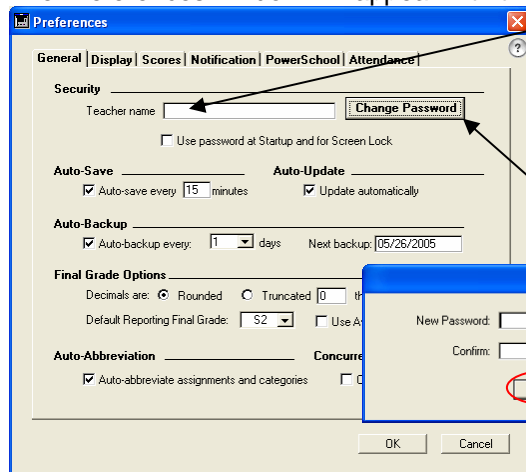 Preferences
General Display Scores Notification PowerSchool Attendance
Security
Teacher name Change Password
Use password at Startup and for Screen Lock
Auto-Save Auto-Update
Auto-save every 15 minutes Update automatically
Auto-Backup
Auto-backup every: 1 days Next backup: 05/26/2005
Final Grade Options
Decimals are: Rounded Truncated 0
Default Reporting Final Grade: S2 Use
New Password:
Confirm:
Auto-Abbreviation
Auto-abbreviate assignments and categories
OK Cancel